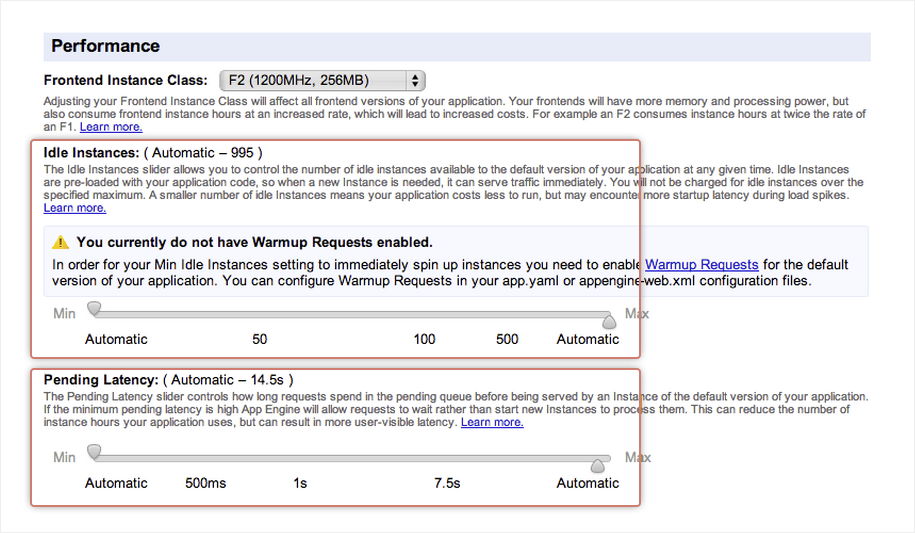 Performance
Frontend Instance Class: F2 (1200MHz, 256MB)
Adjusting your Frontend Instance Class will affect all frontend versions of your application. Your frontends will have more memory and processing power, but
also consume frontend instance hours at an increased rate, which will lead to increased costs. For example an F2 consumes instance hours at twice the rate of
an F1. Learn more.
Idle Instances: ( Automatic – 995 )
The Idle Instances slider allows you to control the number of idle instances available to the default version of your application at any given time. Idle Instances
are pre-loaded with your application code, so when a new Instance is needed, it can serve traffic immediately. You will not be charged for idle instances over the
specified maximum. A smaller number of idle Instances means your application costs less to run, but may encounter more startup latency during load spikes.
Learn more.
You currently do not have Warmup Requests enabled.
In order for your Min Idle Instances setting to immediately spin up instances you need to enable Warmup Requests for the default
version of your application. You can configure Warmup Requests in your app.yaml or appengine-web.xml configuration files.
Min Max
Automatic 50 100 500 Automatic
Pending Latency: ( Automatic – 14.5s )
The Pending Latency slider controls how long requests spend in the pending queue before being served by an Instance of the default version of your application.
If the minimum pending latency is high App Engine will allow requests to wait rather than start new Instances to process them. This can reduce the number of
instance hours your application uses, but can result in more user-visible latency. Learn more.
Min Max
Automatic 500ms 1s 7.5s Automatic